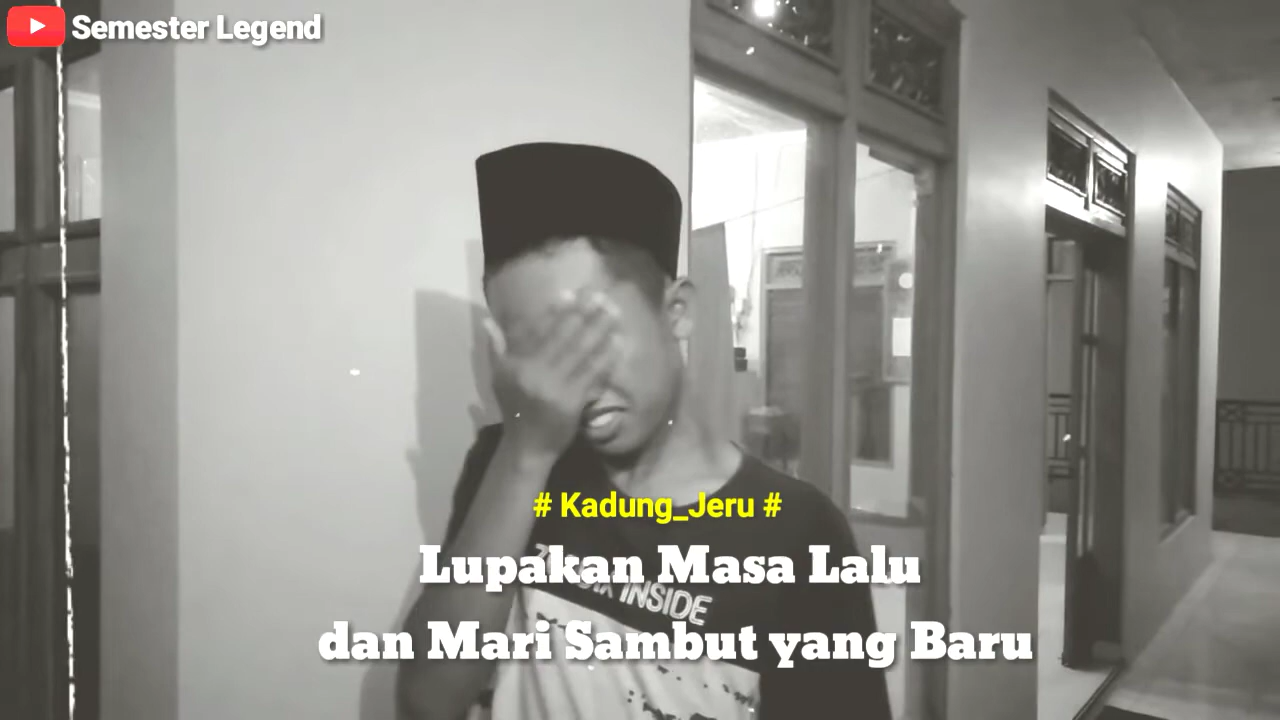 Semester Legend
# Kadung_Jeru #
Lupakan Masa Lalu
INSIDE
dan Mari Sambut yang Baru